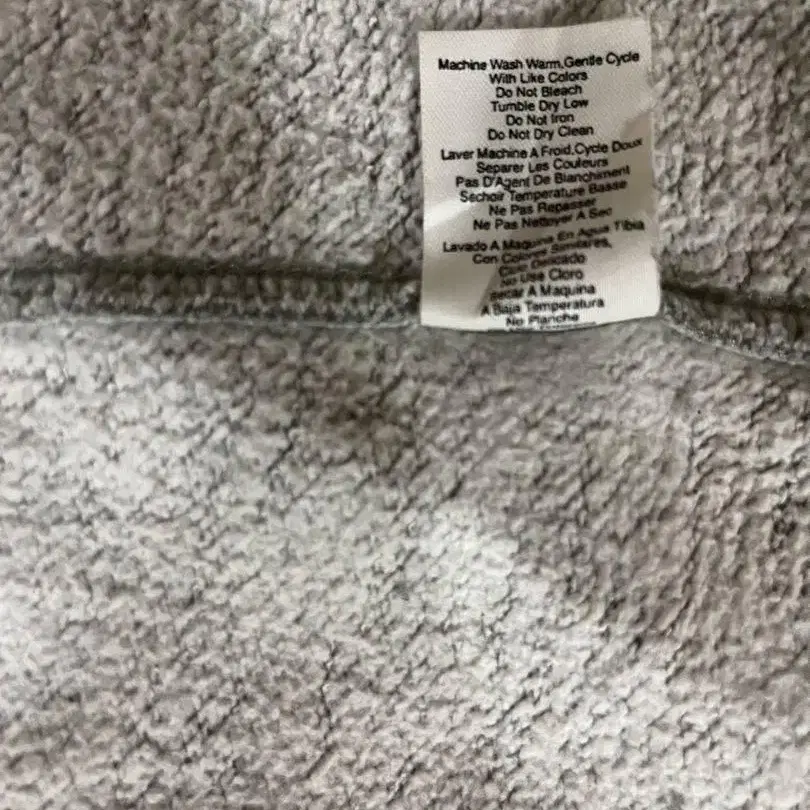 Machine Wash Warm,Gentle Cycle
With Like Colors
Do Not Bleach
Tumble Dry Low
Do Not Iron
Do Not Dry Clean
Laver Machine A Froid,Cycle Doux
Separer Les Couleurs
Pas D'Agent De Blanchiment
Sechoir Temperature Basse
Ne Pas Repasser
Ne Pas Nettoyer A Sec
Lavado A Maquina En Agua Tibia
Con Colores Similares,
Ciclo Delicado
No Use Cloro
Secar A Maquina
A Baja Temperatura
No Planche